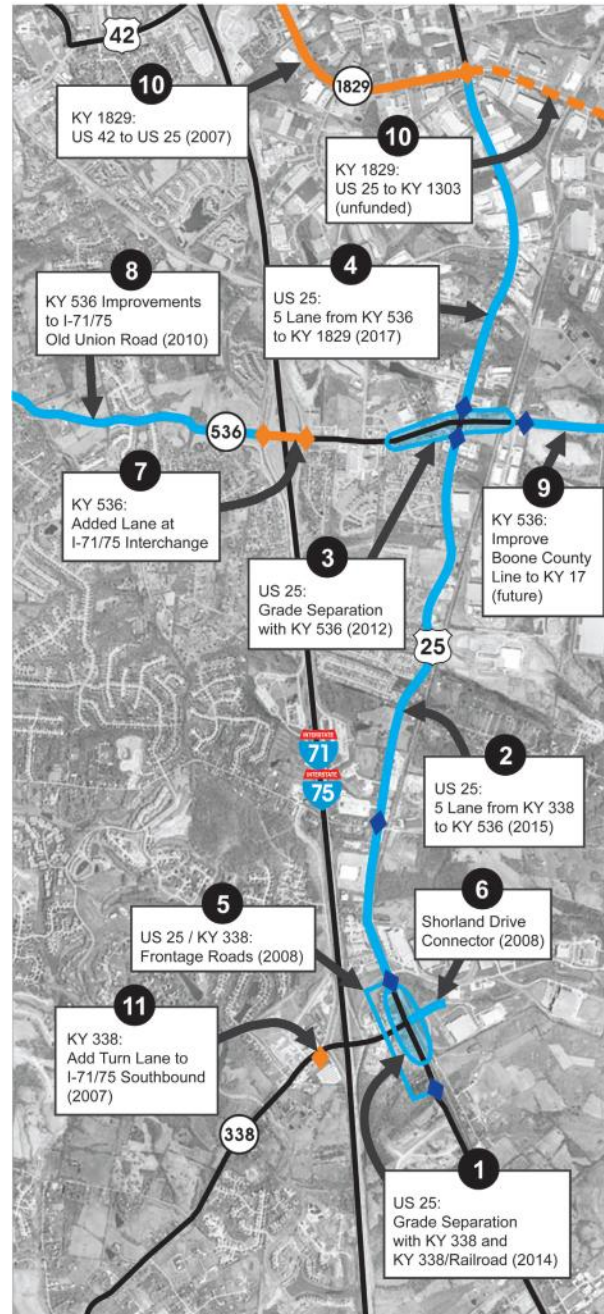 42
10
KY 1829:
US 42 to US 25 (2007)
1829
10
KY 1829:
US 25 to KY 1303
(unfunded)
8
KY 536 Improvements
to I-71/75
Old Union Road (2010)
4
US 25:
5 Lane from KY 536
to KY 1829 (2017)
536
7
KY 536:
Added Lane at
I-71/75 Interchange
3
US 25:
Grade Separation
with KY 536 (2012)
9
KY 536:
Improve
Boone County
Line to KY 17
(future)
25
INTERSTATE
71
INTERSTATE
75
2
US 25:
5 Lane from KY 338
to KY 536 (2015)
5
US 25 / KY 338:
Frontage Roads (2008)
6
Shorland Drive
Connector (2008)
11
KY 338:
Add Turn Lane to
I-71/75 Southbound
(2007)
338
1
US 25:
Grade Separation
with KY 338 and
KY 338/Railroad (2014)